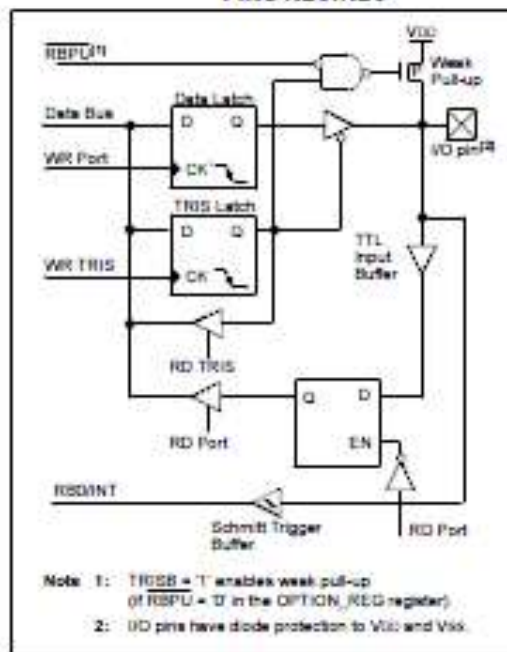 VDD
RBPU(1)
P
Weak
Pull-up
Data Latch
Data Bus
D Q
I/O pin(2)
WR Port
CK
TRIS Latch
D Q
TTL
Input
Buffer
WR TRIS
CK
RD TRIS
Q D
RD Port
EN
RB0/INT
Schmitt Trigger
Buffer
RD Port
Note 1: TRISB = '1' enables weak pull-up
(if RBPU = '0' in the OPTION_REG register).
2: I/O pins have diode protection to VDD and VSS.